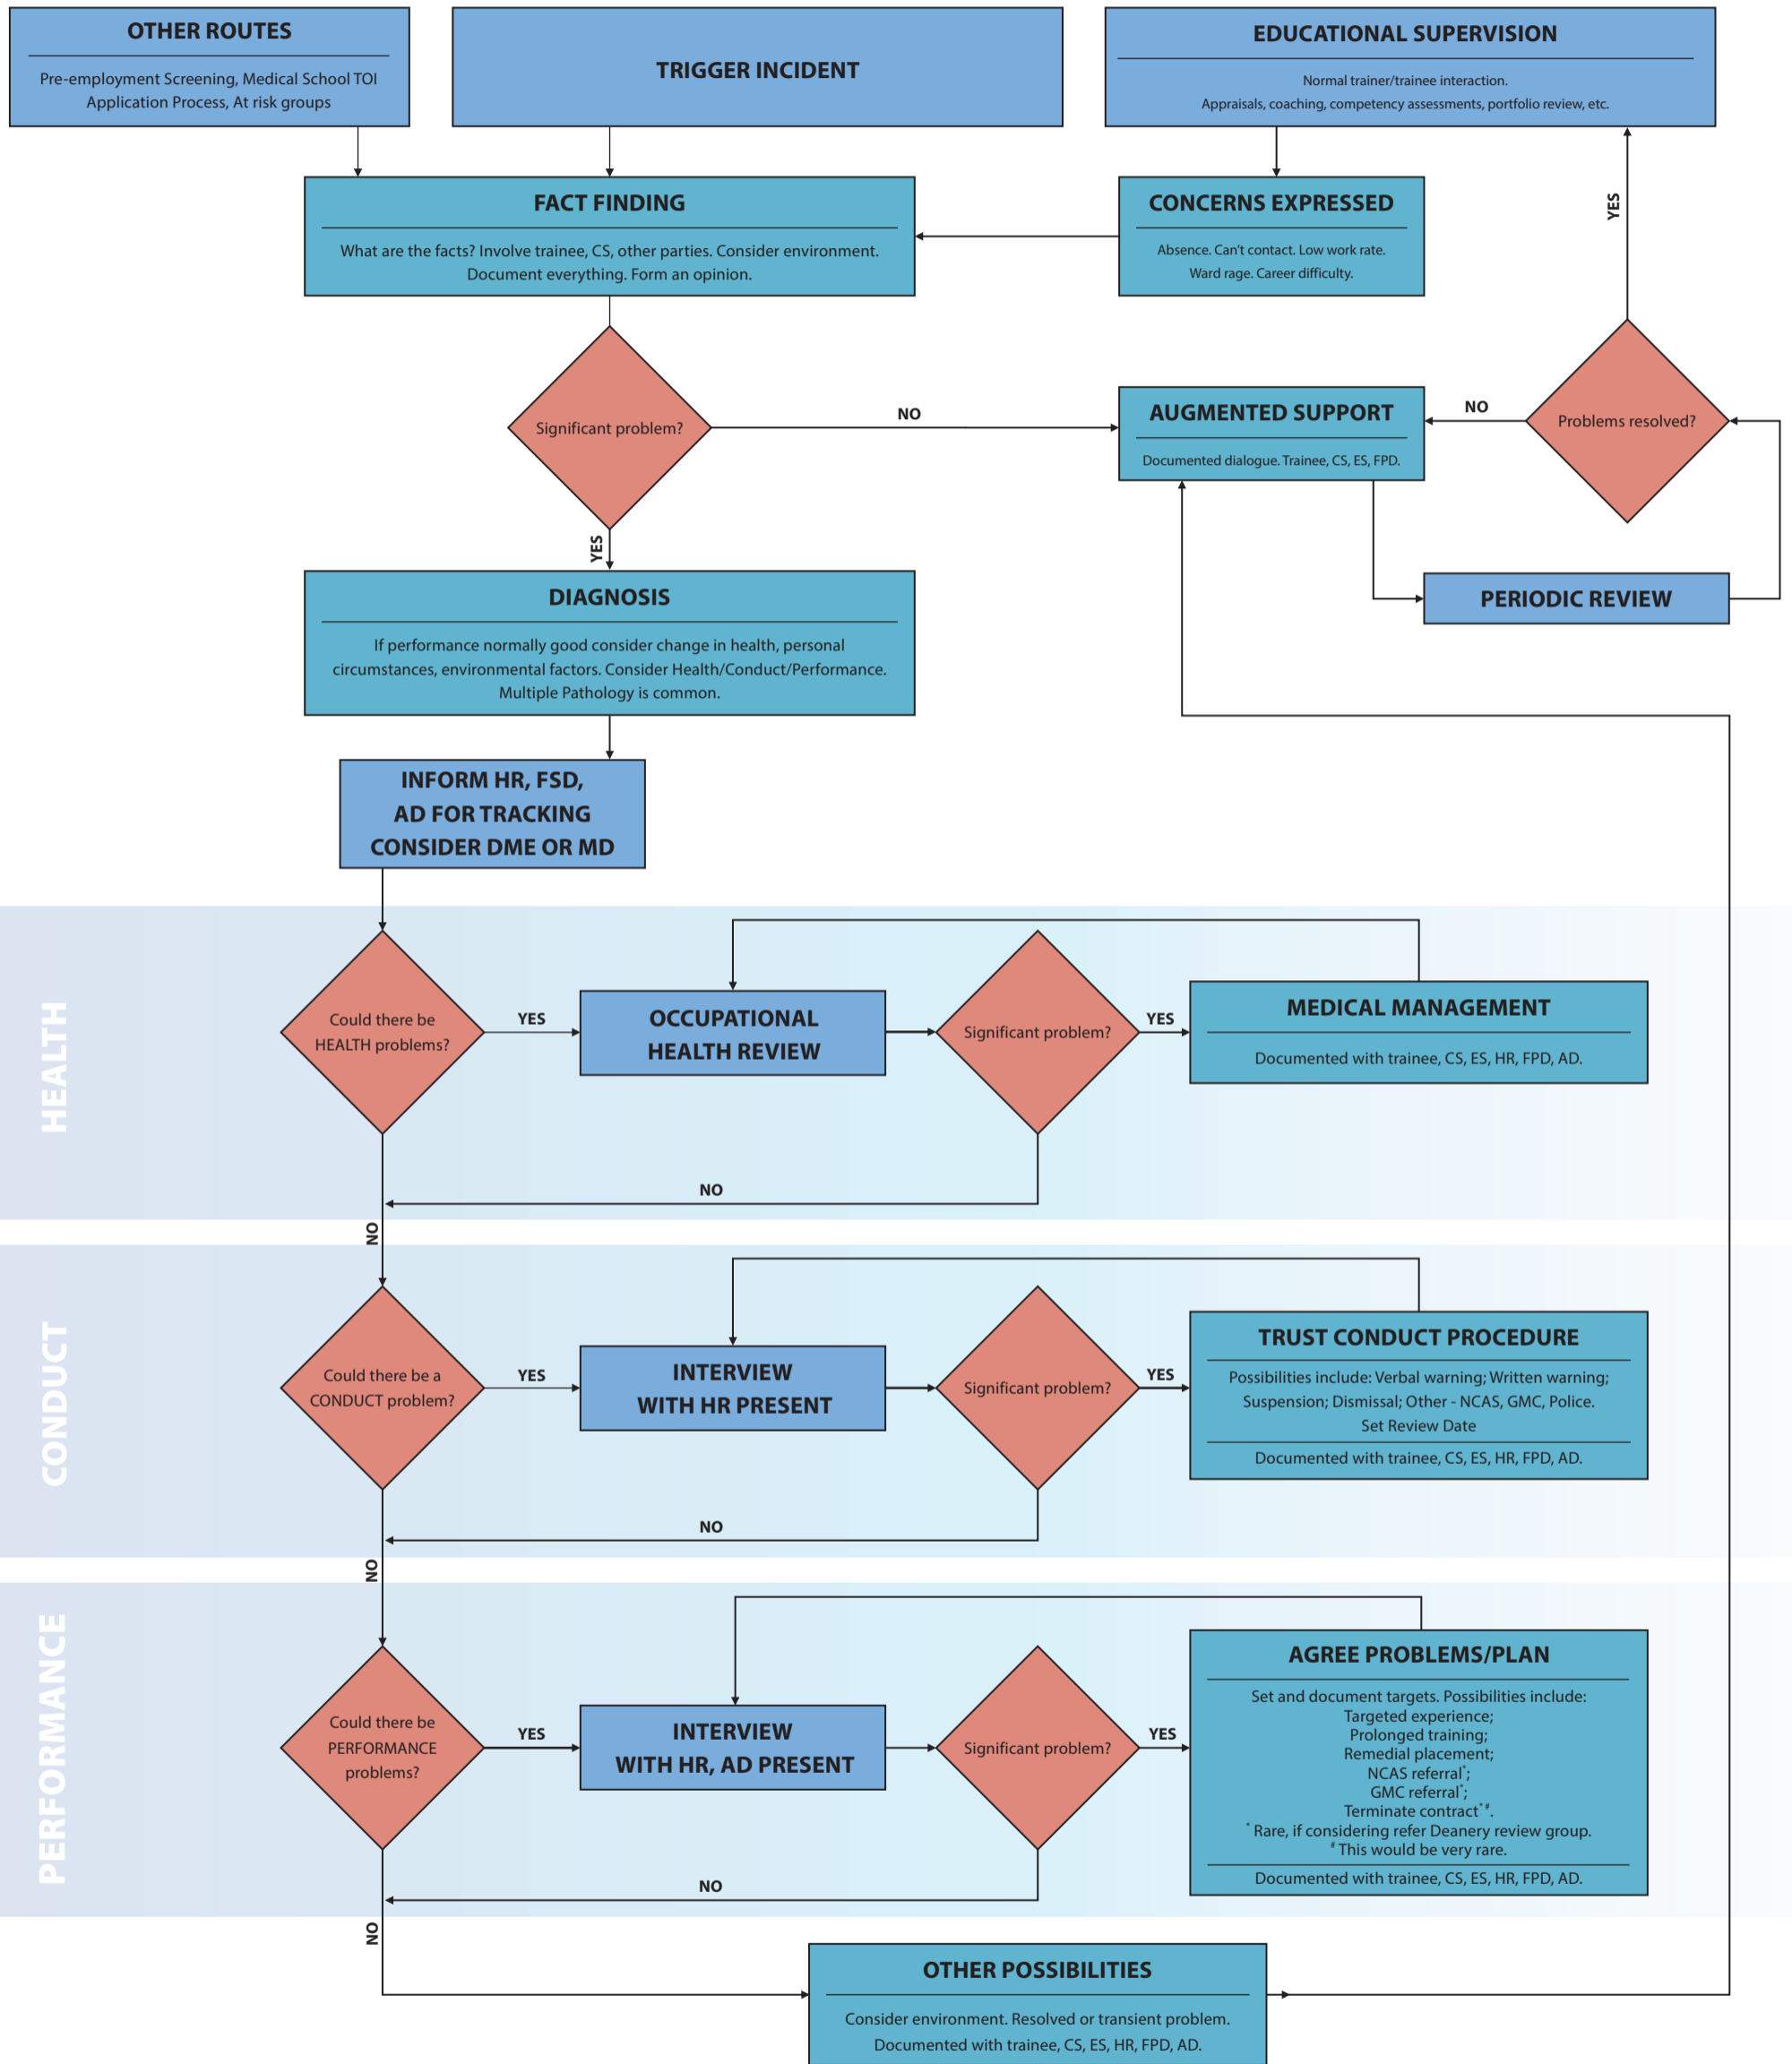 OTHER ROUTES
Pre-employment Screening, Medical School TOI
Application Process, At risk groups
TRIGGER INCIDENT
EDUCATIONAL SUPERVISION
Normal trainer/trainee interaction.
Appraisals, coaching, competency assessments, portfolio review, etc.
FACT FINDING
What are the facts? Involve trainee, CS, other parties. Consider environment.
Document everything. Form an opinion.
CONCERNS EXPRESSED
Absence. Can't contact. Low work rate.
Ward rage. Career difficulty.
YES
Significant problem?
NO
AUGMENTED SUPPORT
Documented dialogue. Trainee, CS, ES, FPD.
NO
Problems resolved?
YES
DIAGNOSIS
If performance normally good consider change in health, personal
circumstances, environmental factors. Consider Health/Conduct/Performance.
Multiple Pathology is common.
PERIODIC REVIEW
INFORM HR, FSD,
AD FOR TRACKING
CONSIDER DME OR MD
HEALTH
Could there be
HEALTH problems?
YES
OCCUPATIONAL
HEALTH REVIEW
Significant problem?
YES
MEDICAL MANAGEMENT
Documented with trainee, CS, ES, HR, FPD, AD.
NO
NO
CONDUCT
Could there be a
CONDUCT problem?
YES
INTERVIEW
WITH HR PRESENT
Significant problem?
YES
TRUST CONDUCT PROCEDURE
Possibilities include: Verbal warning; Written warning;
Suspension; Dismissal; Other - NCAS, GMC, Police.
Set Review Date
Documented with trainee, CS, ES, HR, FPD, AD.
NO
NO
PERFORMANCE
Could there be
PERFORMANCE
problems?
YES
INTERVIEW
WITH HR, AD PRESENT
Significant problem?
YES
AGREE PROBLEMS/PLAN
Set and document targets. Possibilities include:
Targeted experience;
Prolonged training;
Remedial placement;
NCAS referral*;
GMC referral*;
Terminate contract*#.
* Rare, if considering refer Deanery review group.
# This would be very rare.
Documented with trainee, CS, ES, HR, FPD, AD.
NO
NO
OTHER POSSIBILITIES
Consider environment. Resolved or transient problem.
Documented with trainee, CS, ES, HR, FPD, AD.